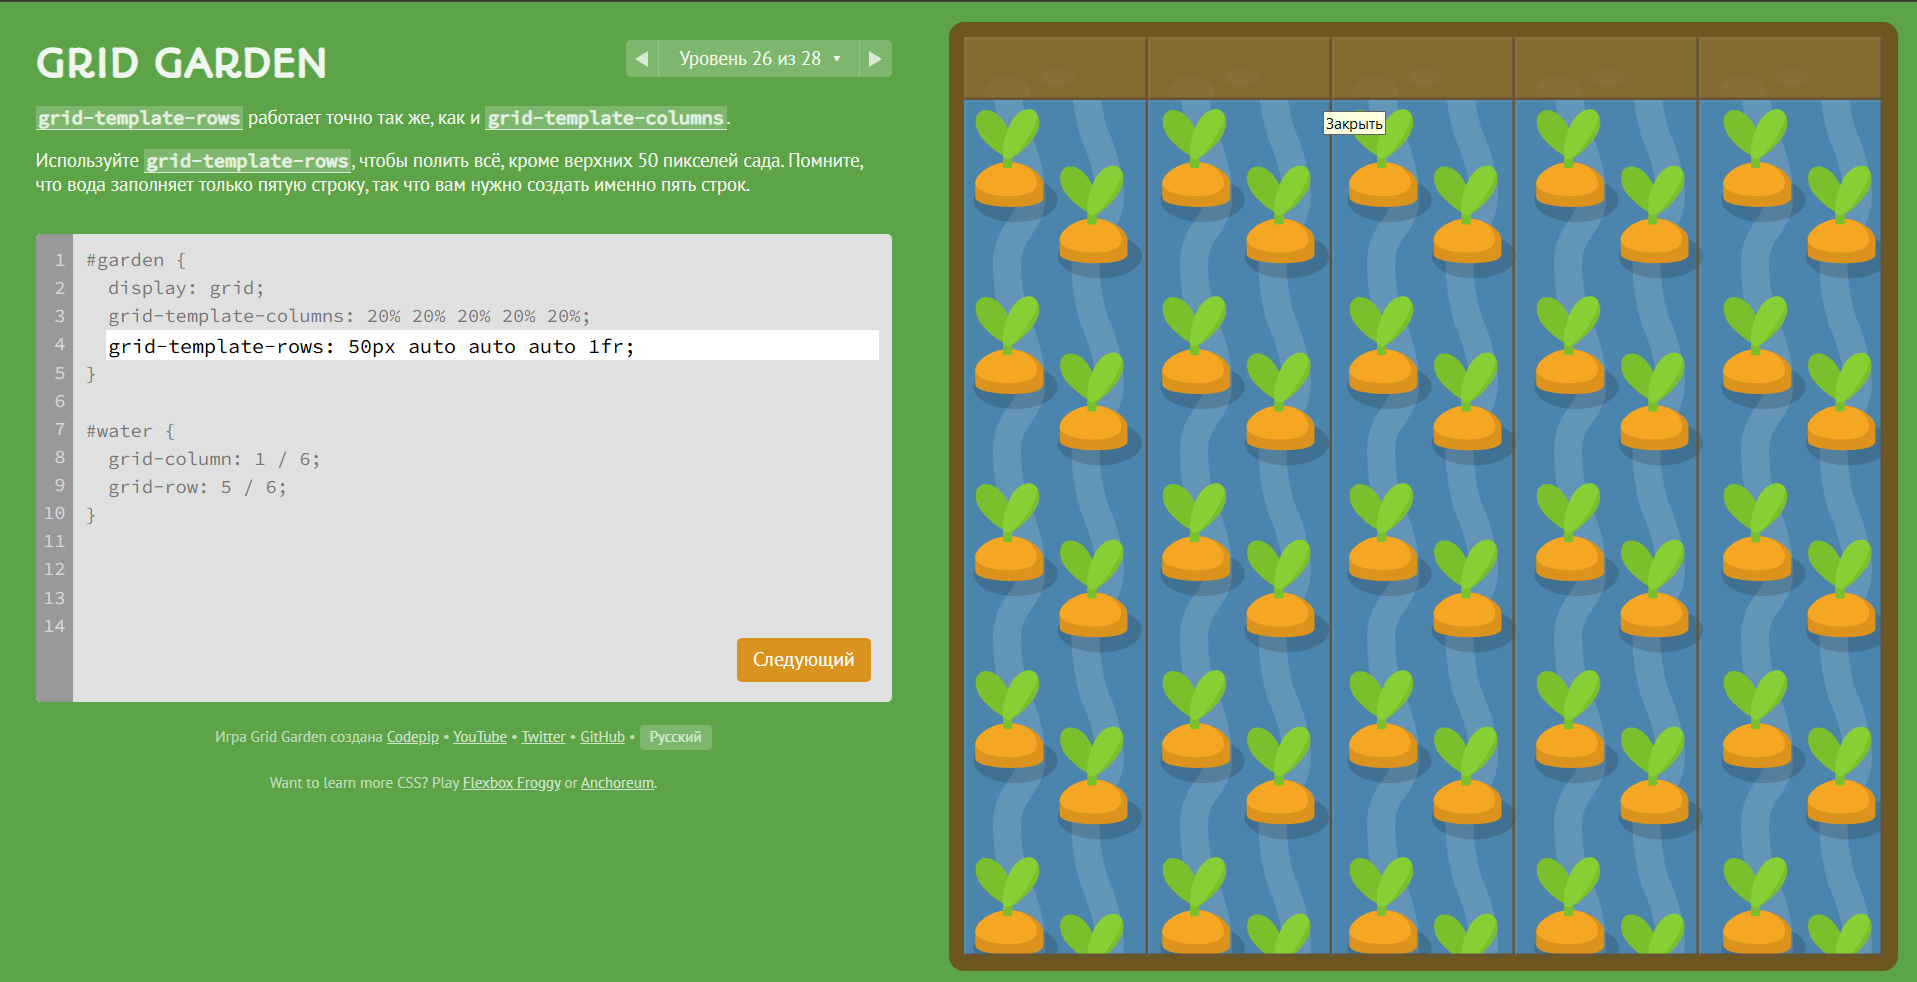 GRID GARDEN
◀ Уровень 26 из 28 ▼ ▶
grid-template-rows работает точно так же, как и grid-template-columns.
Используйте grid-template-rows, чтобы полить всё, кроме верхних 50 пикселей сада. Помните,
что вода заполняет только пятую строку, так что вам нужно создать именно пять строк.
1 #garden {
2 display: grid;
3 grid-template-columns: 20% 20% 20% 20% 20%;
4 grid-template-rows: 50px auto auto auto 1fr;
5 }
6
7 #water {
8 grid-column: 1 / 6;
9 grid-row: 5 / 6;
10 }
11
12
13
14
Следующий
Игра Grid Garden создана Codepip • YouTube • Twitter • GitHub • Русский
Want to learn more CSS? Play Flexbox Froggy or Anchoreum.
Закрыть